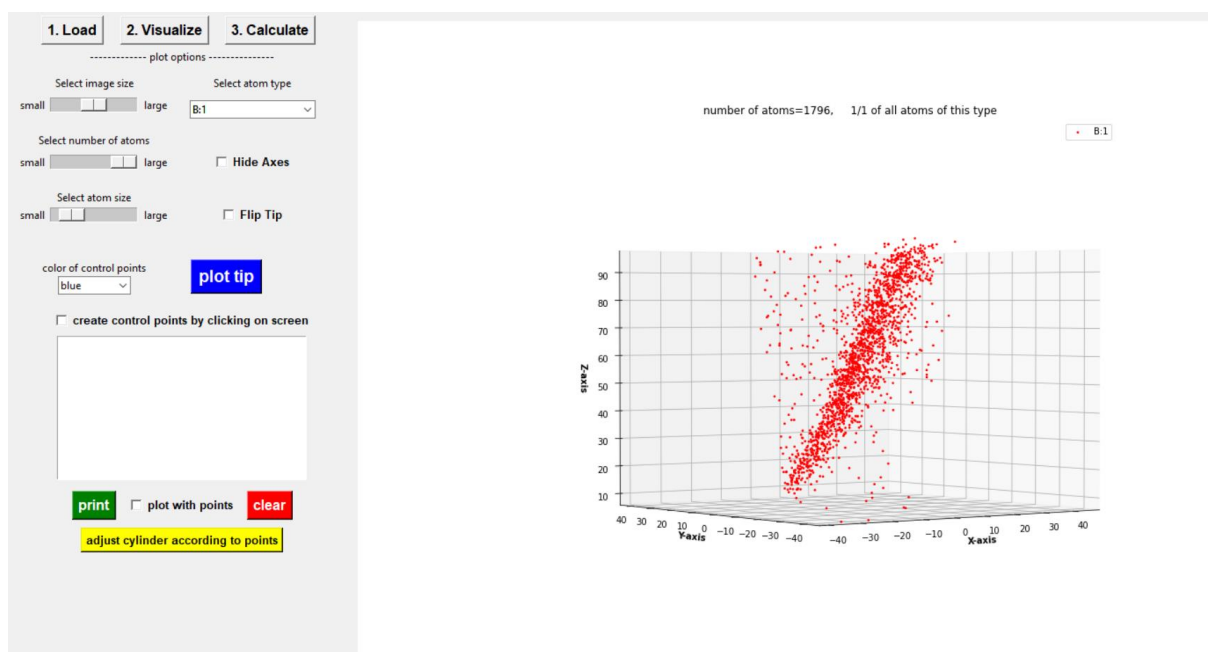 1. Load 2. Visualize 3. Calculate
------------- plot options ---------------
Select image size Select atom type
small large B:1
Select number of atoms
small large Hide Axes
Select atom size
small large Flip Tip
color of control points
blue
plot tip
create control points by clicking on screen
print plot with points clear
adjust cylinder according to points
number of atoms=1796, 1/1 of all atoms of this type
B:1
Z-axis
90
80
70
60
50
40
30
20
10
40 30 20 10 0 −10 −20 −30 −40
Y-axis
−40 −30 −20 −10 0 10 20 30 40
X-axis